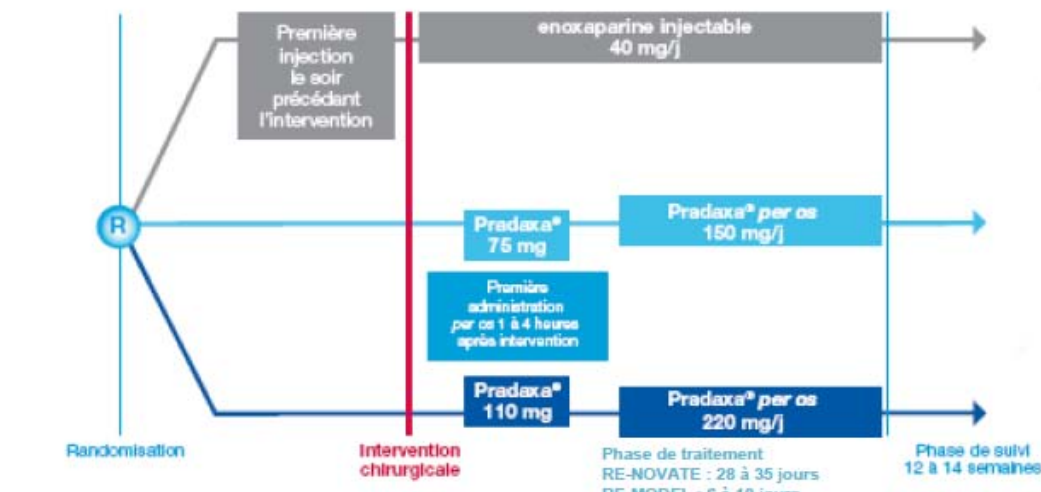 Première
injection
le soir
précédant
l'intervention
enoxaparine injectable
40 mg/j
R
Pradaxa®
75 mg
Pradaxa® per os
150 mg/j
Première
administration
per os 1 à 4 heures
après intervention
Pradaxa®
110 mg
Pradaxa® per os
220 mg/j
Randomisation
Intervention
chirurgicale
Phase de traitement
RE-NOVATE : 28 à 35 jours
Phase de suivi
12 à 14 semaines